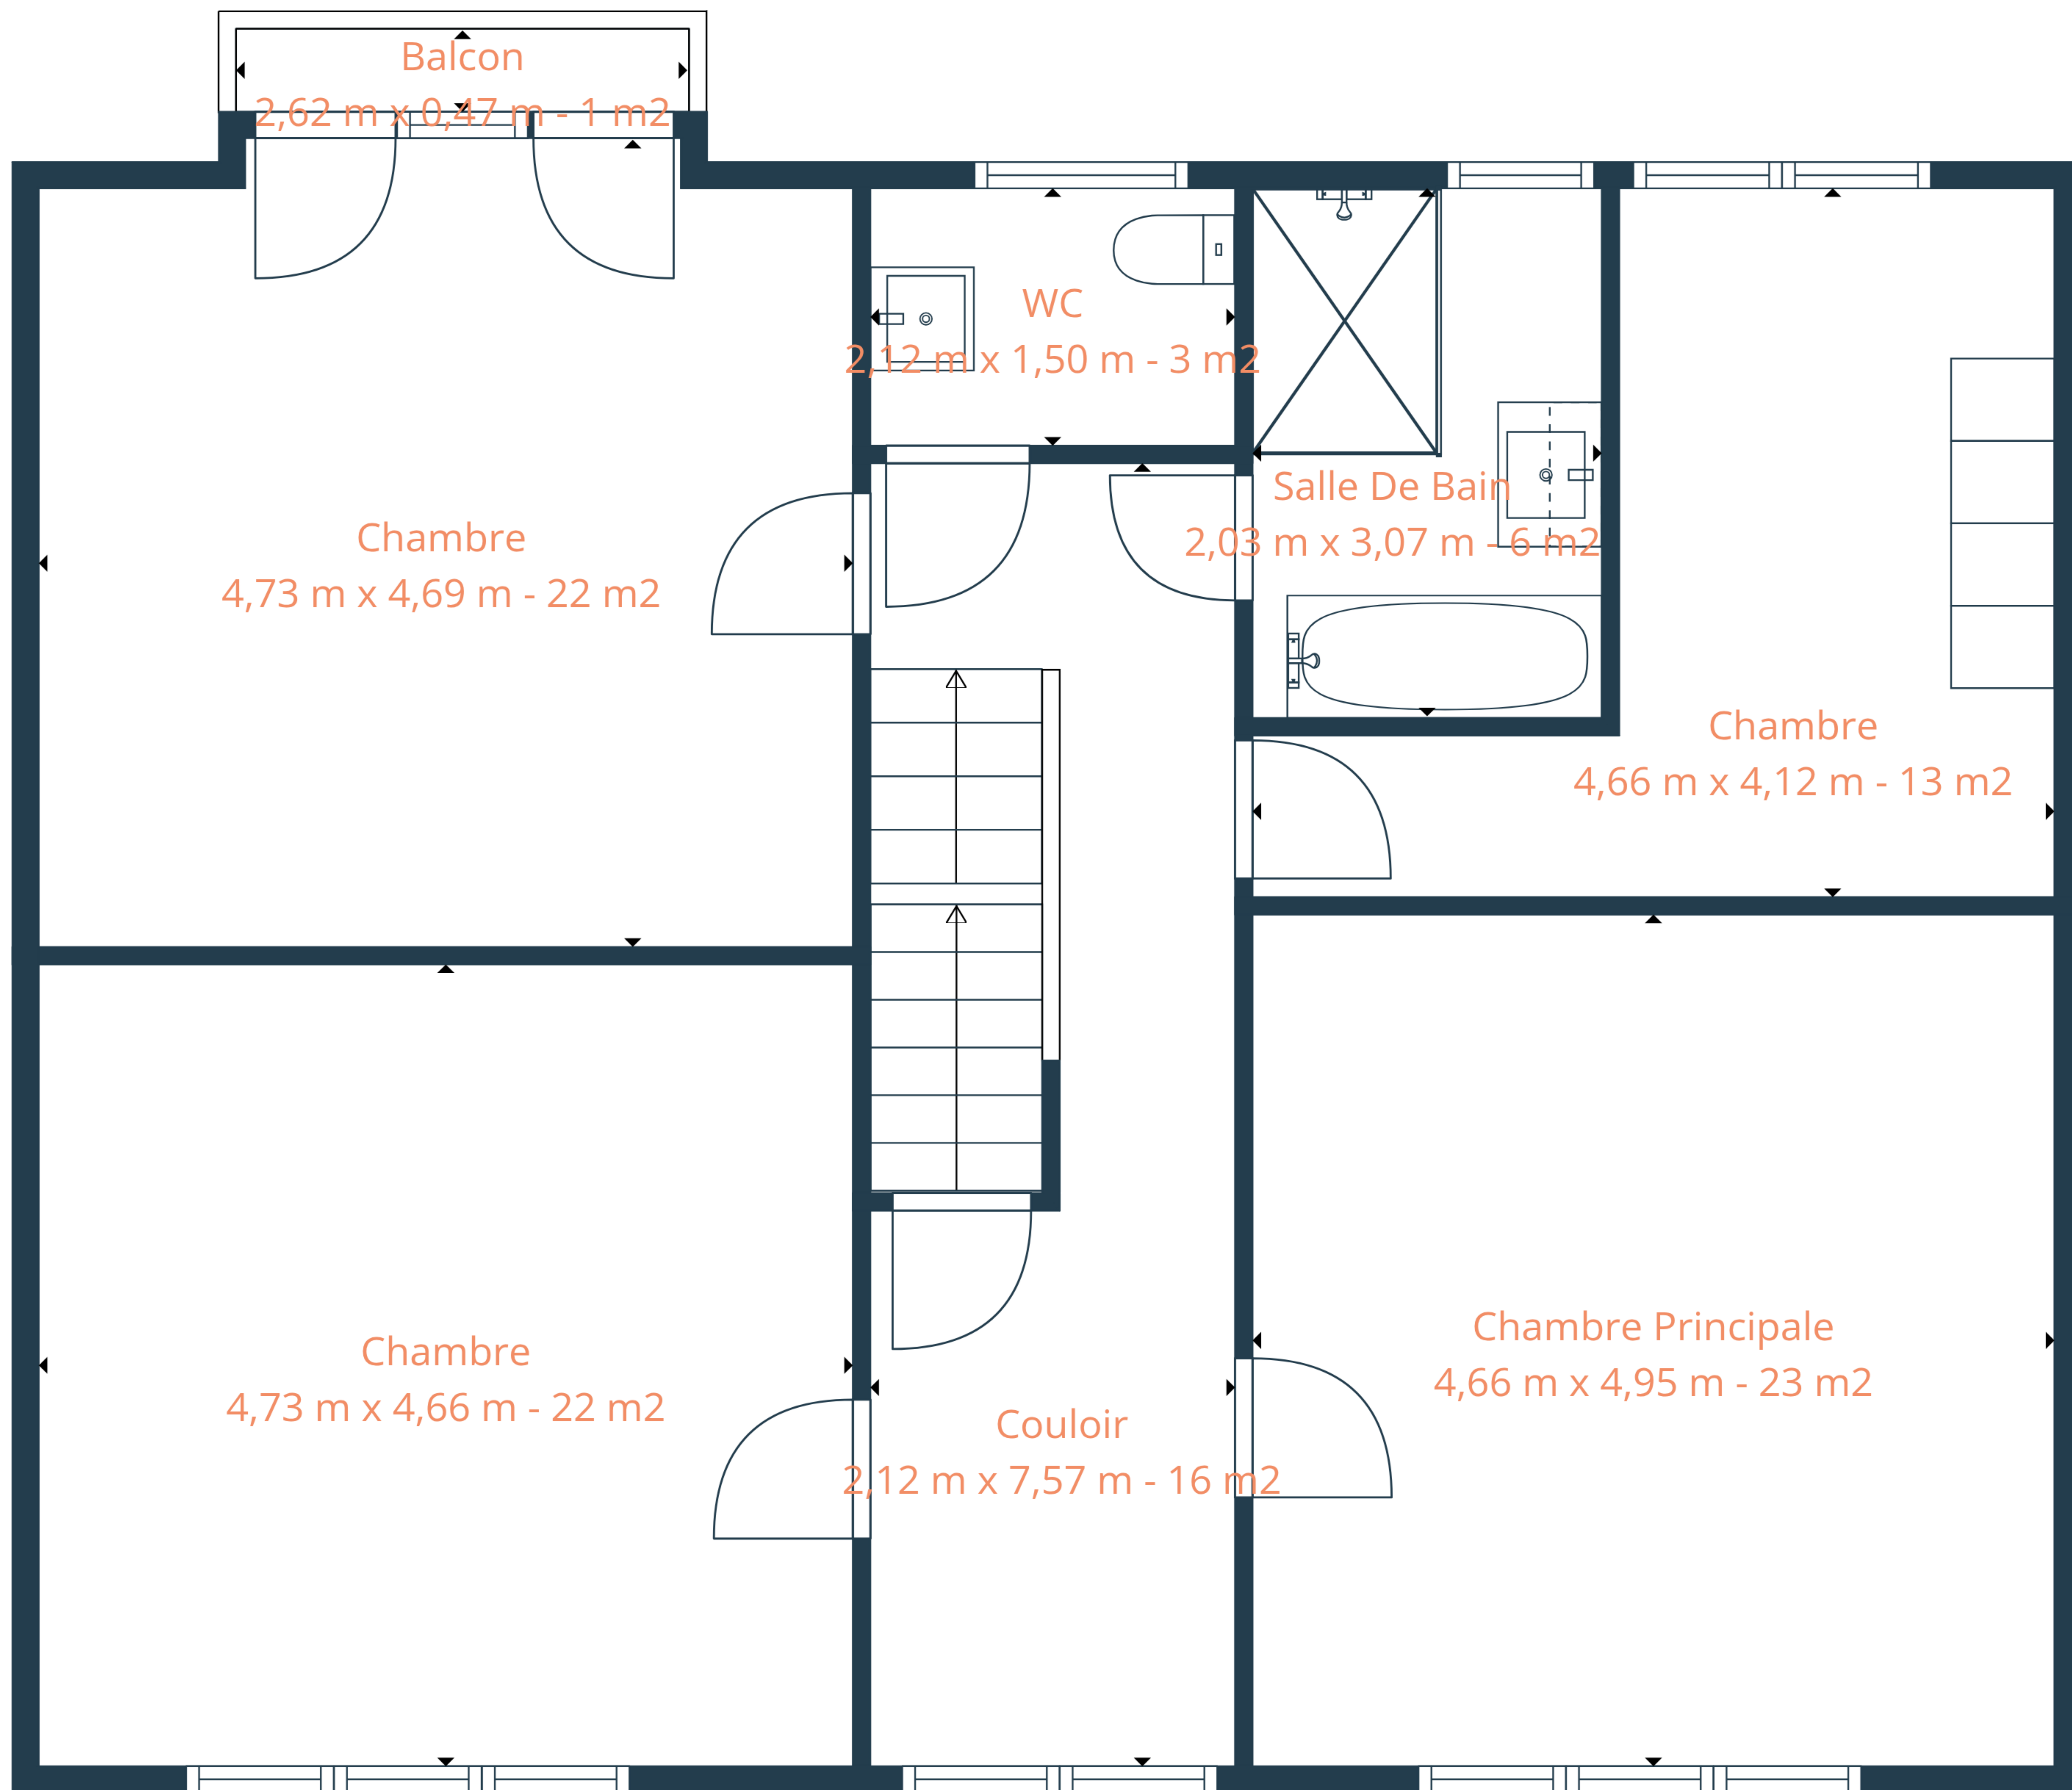 Balcon
2,62 m x 0,47 m - 1 m2
WC
2,12 m x 1,50 m - 3 m2
Salle De Bain
2,03 m x 3,07 m - 6 m2
Chambre
4,73 m x 4,69 m - 22 m2
Chambre
4,66 m x 4,12 m - 13 m2
Chambre
4,73 m x 4,66 m - 22 m2
Couloir
2,12 m x 7,57 m - 16 m2
Chambre Principale
4,66 m x 4,95 m - 23 m2